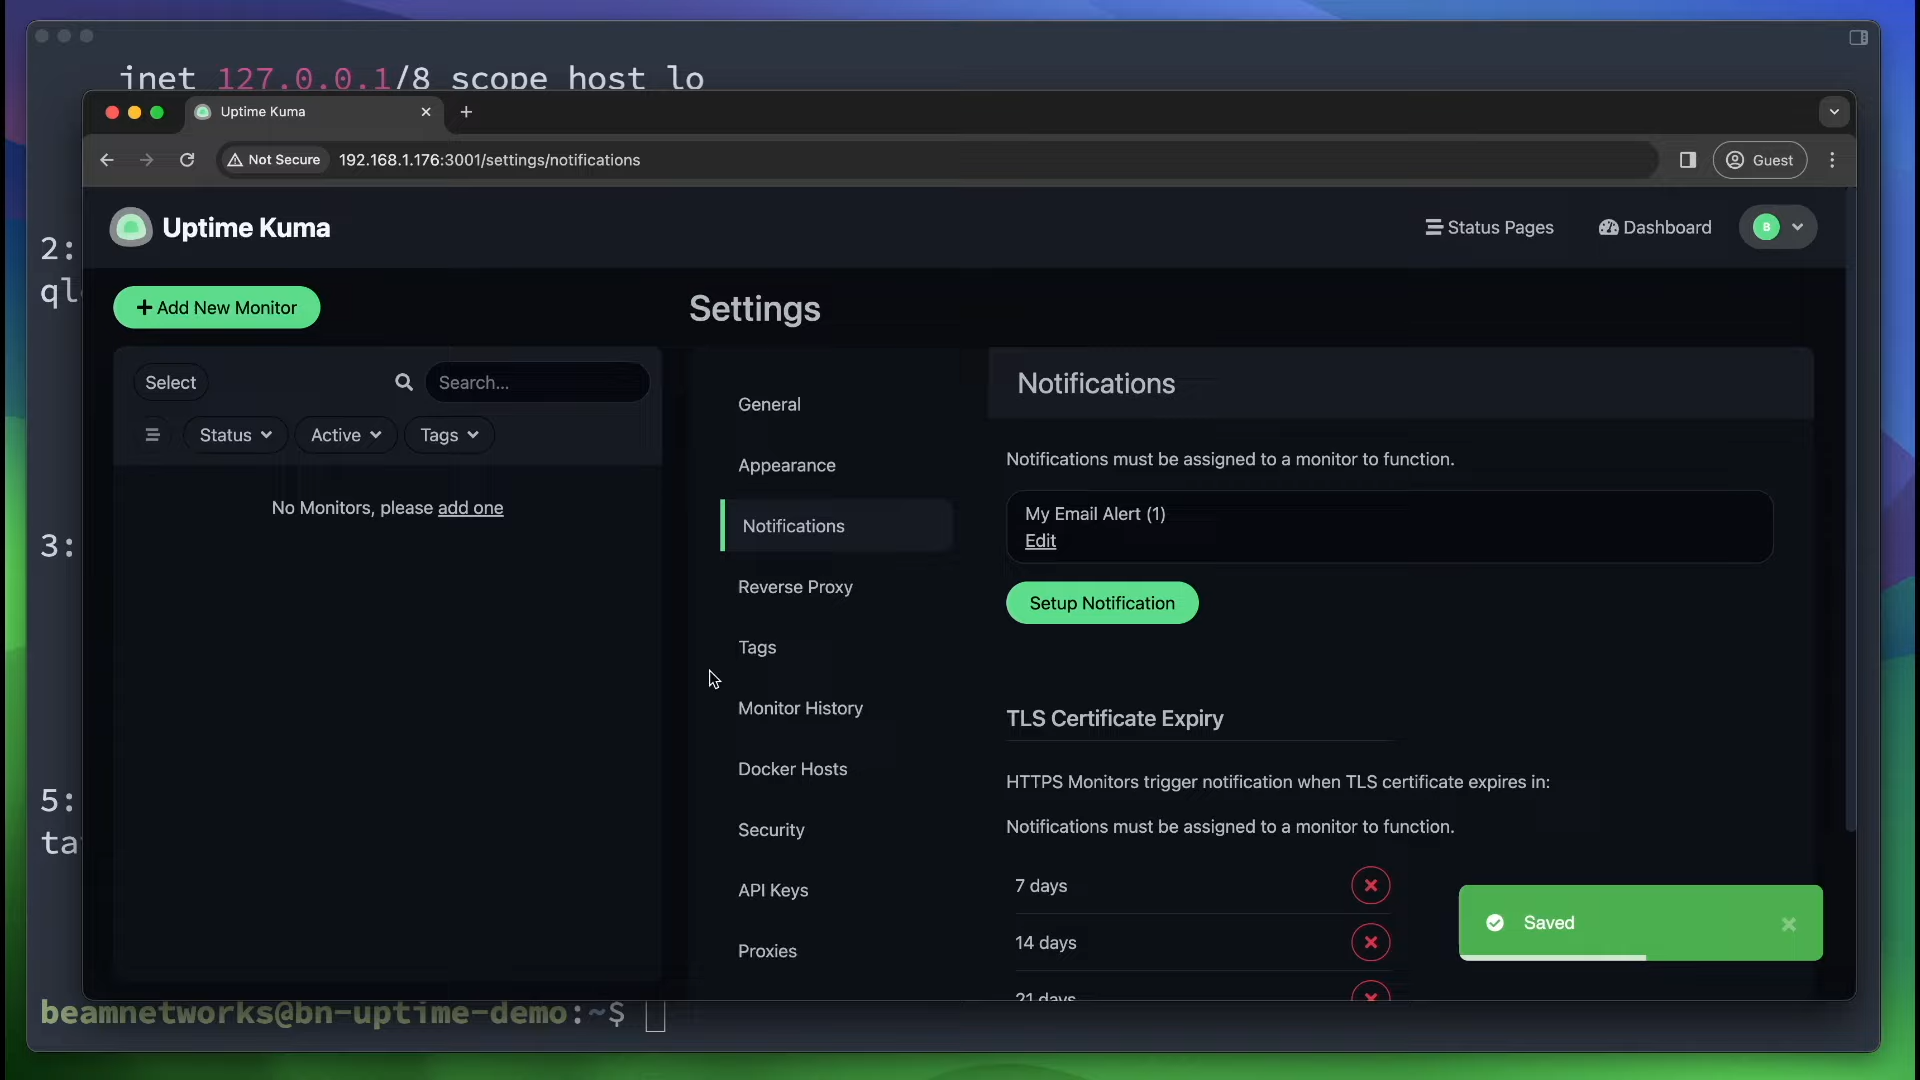 inet 127.0.0.1/8 scope host lo
Uptime Kuma
Not Secure
192.168.1.176:3001/settings/notifications
Guest
Uptime Kuma
Status Pages
Dashboard
B
2:
Add New Monitor
Settings
Select
Search...
Status
Active
Tags
No Monitors, please add one
3:
5:
General
Appearance
Notifications
Reverse Proxy
Tags
Monitor History
Docker Hosts
Security
API Keys
Proxies
Notifications
Notifications must be assigned to a monitor to function.
My Email Alert (1)
Edit
Setup Notification
TLS Certificate Expiry
HTTPS Monitors trigger notification when TLS certificate expires in:
Notifications must be assigned to a monitor to function.
7 days
14 days
21 days
Saved
beamnetworks@bn-uptime-demo:~$